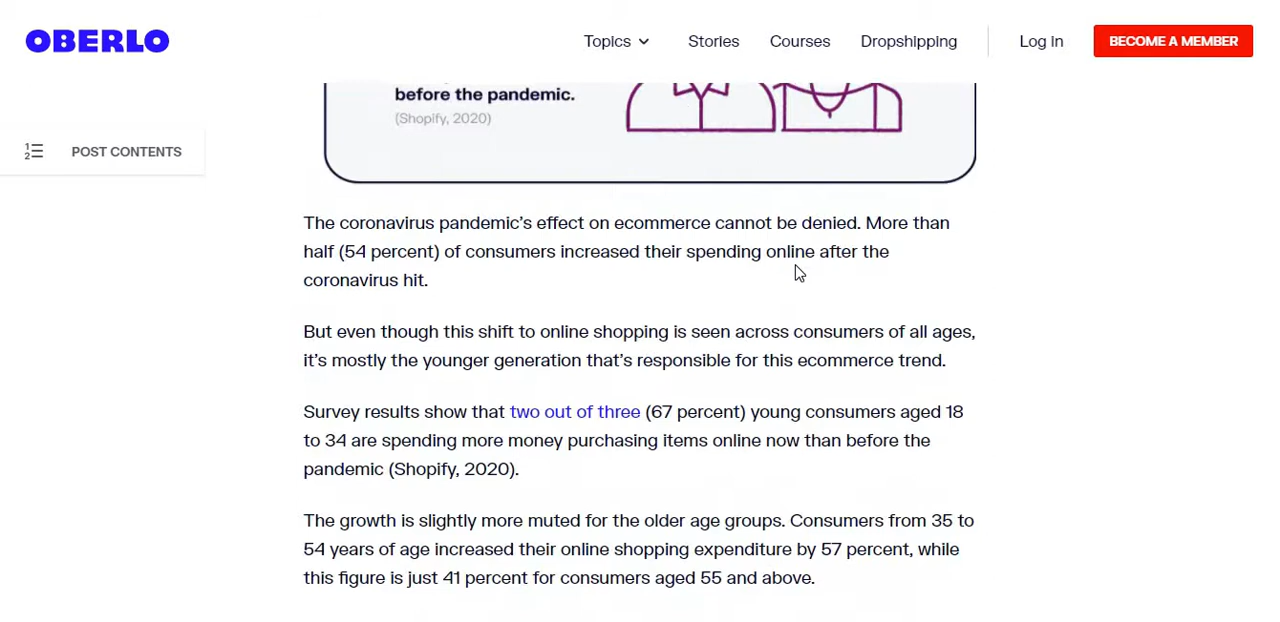 OBERLO
Topics
Stories
Courses
Dropshipping
Log in
BECOME A MEMBER
before the pandemic.
(Shopify, 2020)
1
2
POST CONTENTS
The coronavirus pandemic’s effect on ecommerce cannot be denied. More than
half (54 percent) of consumers increased their spending online after the
coronavirus hit.
But even though this shift to online shopping is seen across consumers of all ages,
it’s mostly the younger generation that’s responsible for this ecommerce trend.
Survey results show that two out of three (67 percent) young consumers aged 18
to 34 are spending more money purchasing items online now than before the
pandemic (Shopify, 2020).
The growth is slightly more muted for the older age groups. Consumers from 35 to
54 years of age increased their online shopping expenditure by 57 percent, while
this figure is just 41 percent for consumers aged 55 and above.